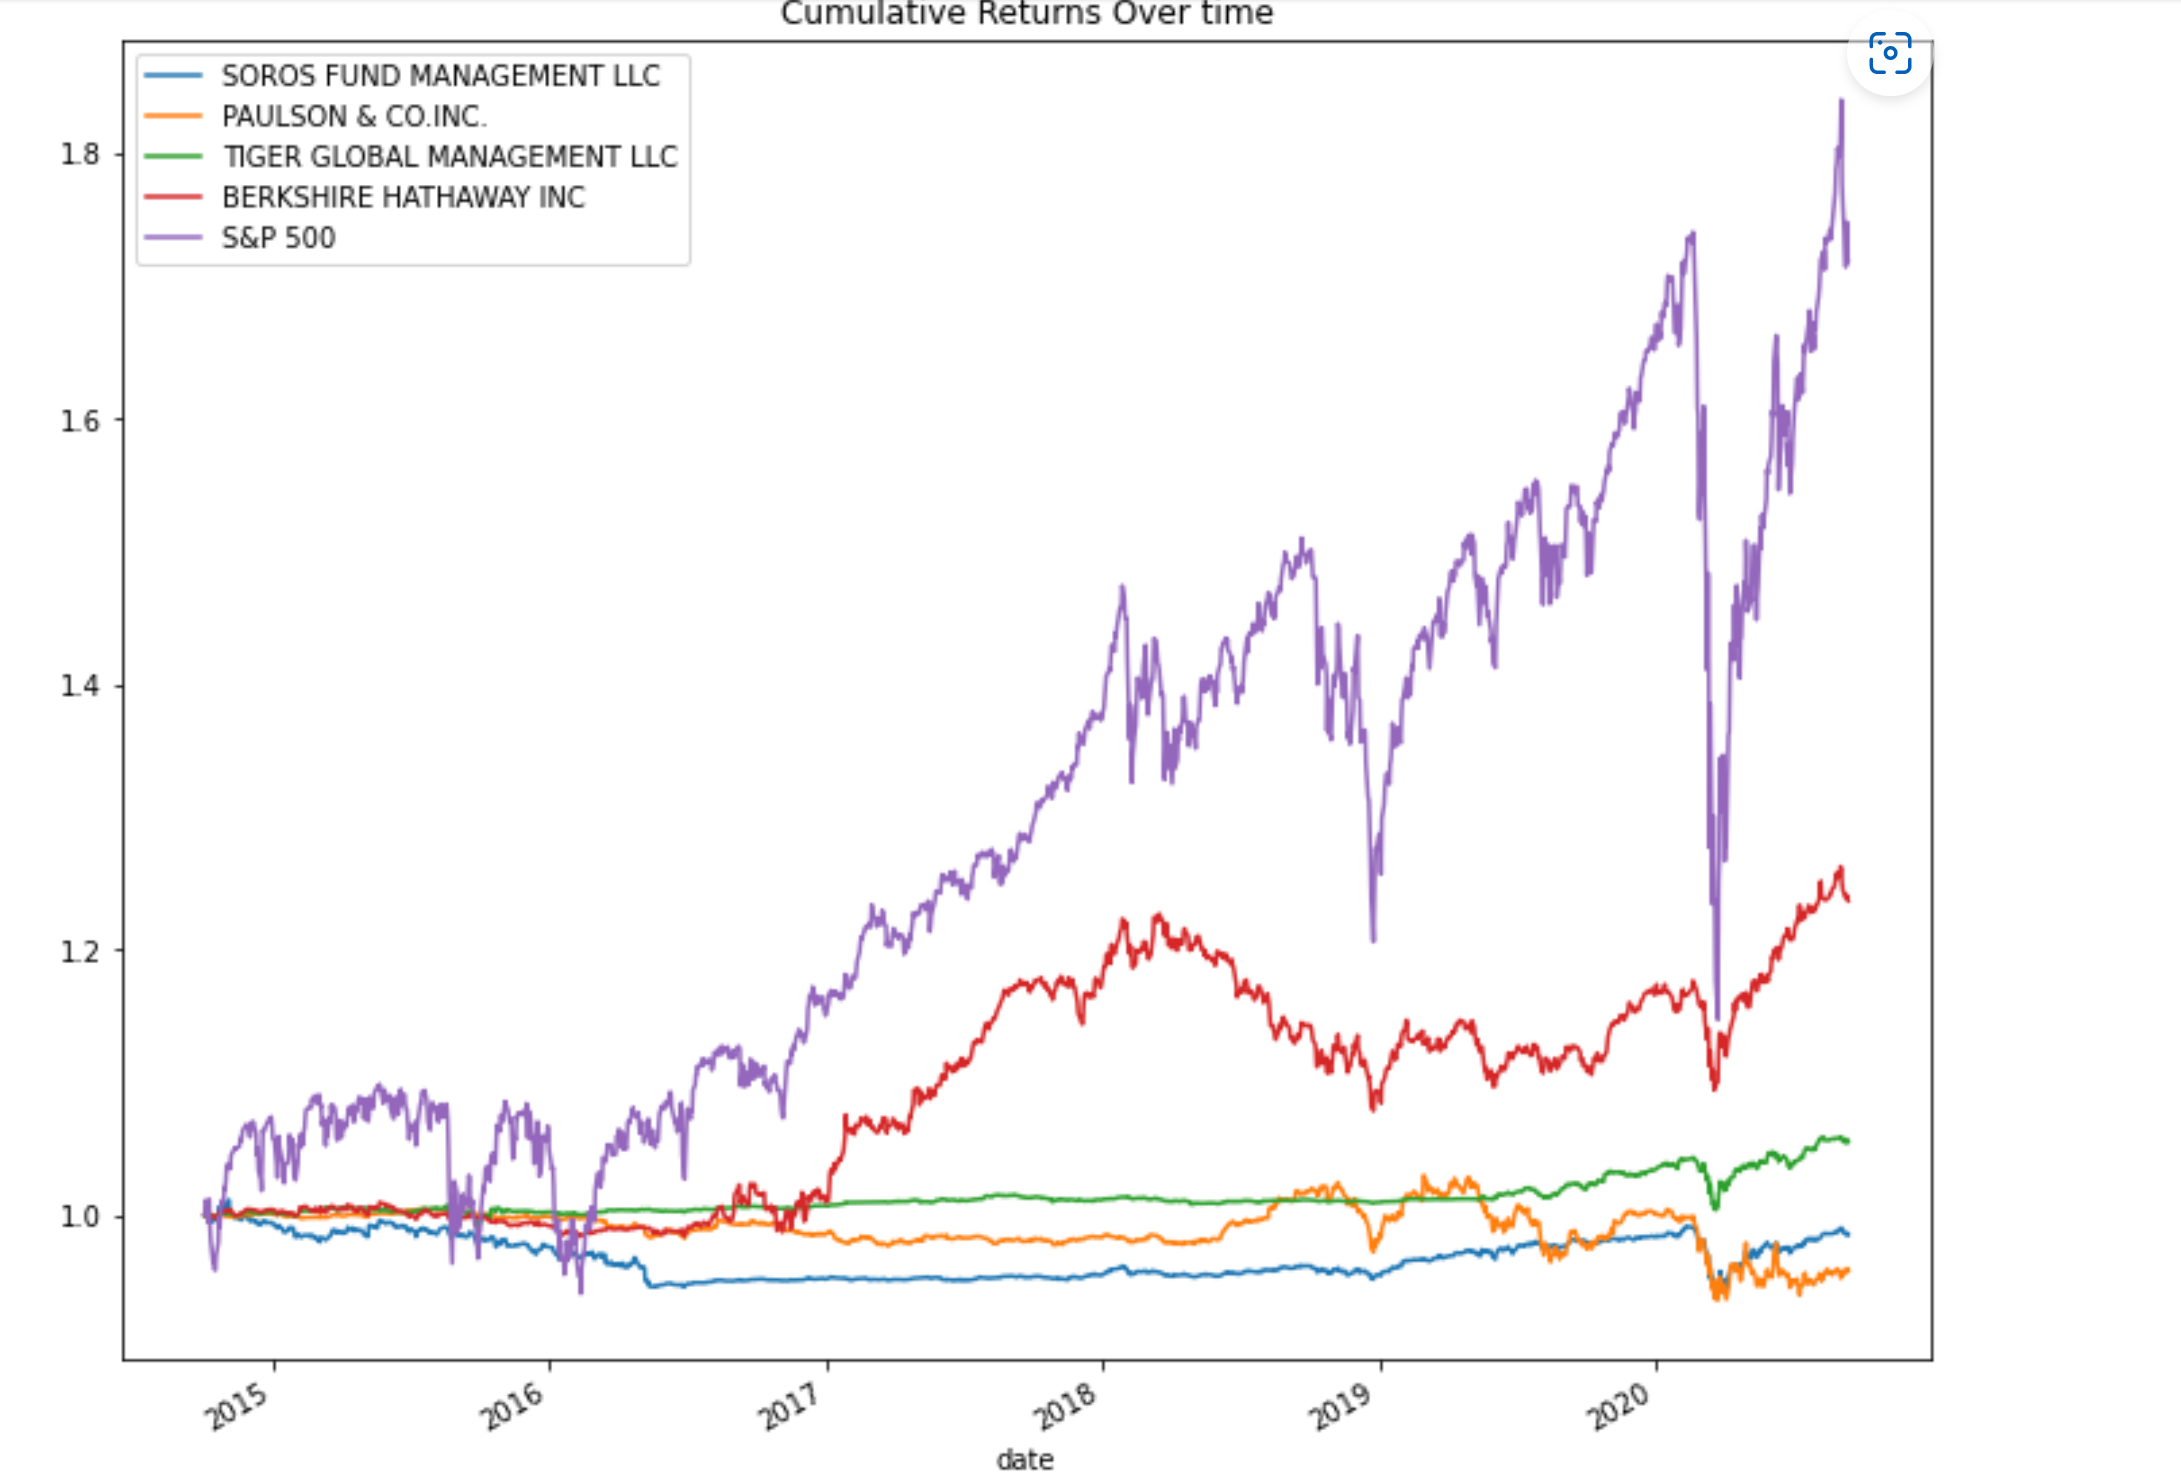 Cumulative Returns Over time
SOROS FUND MANAGEMENT LLC
PAULSON & CO.INC.
TIGER GLOBAL MANAGEMENT LLC
BERKSHIRE HATHAWAY INC
S&P 500
1.8
1.6
1.4
1.2
1.0
2015
2016
2017
2018
2019
2020
date